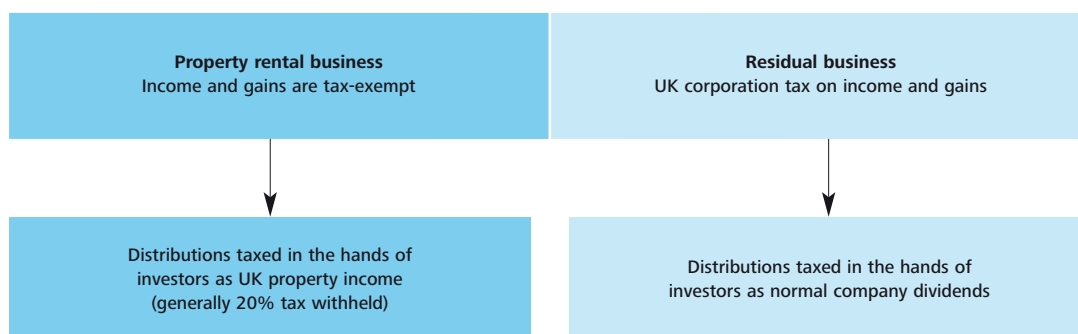 Property rental business
Income and gains are tax-exempt
Residual business
UK corporation tax on income and gains
Distributions taxed in the hands of
investors as UK property income
(generally 20% tax withheld)
Distributions taxed in the hands of
investors as normal company dividends